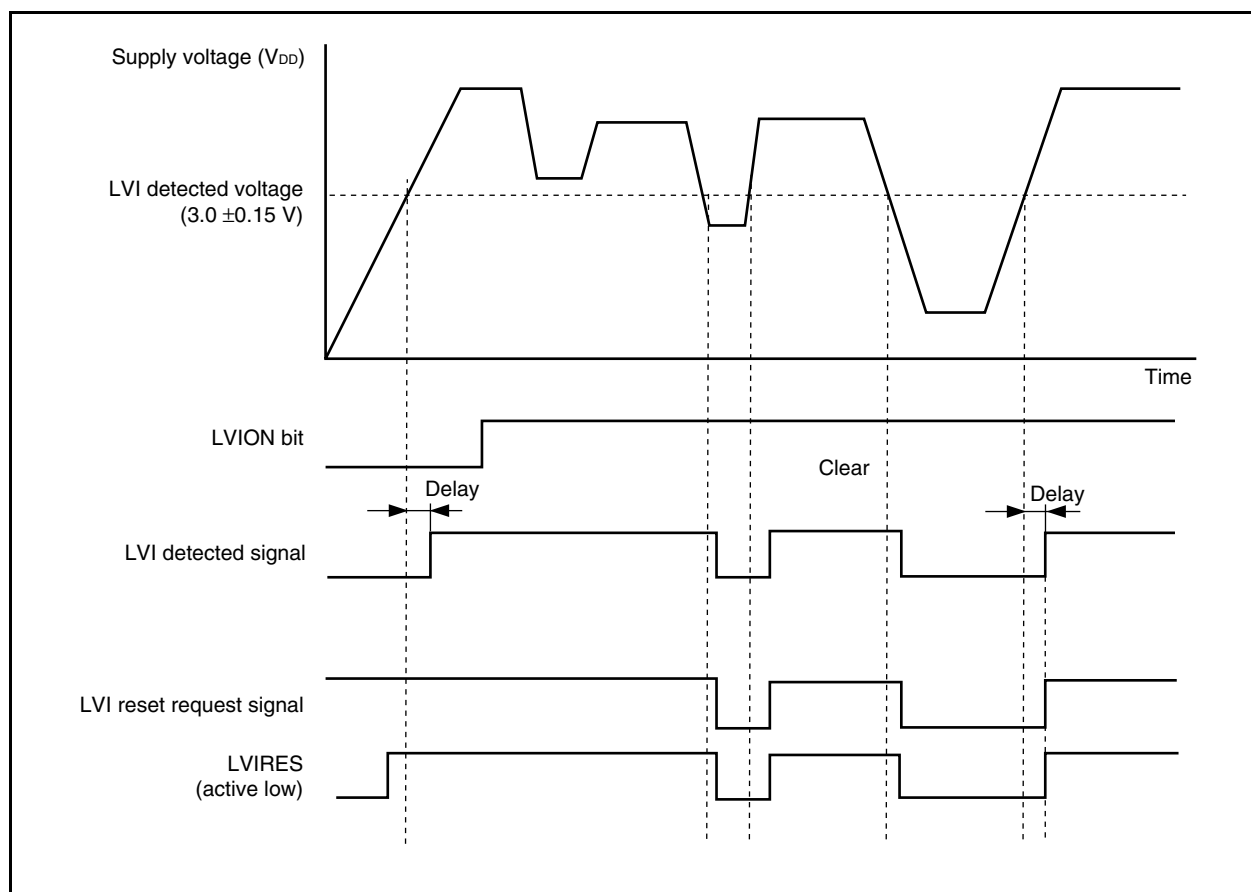 Supply voltage (VDD)
LVI detected voltage
(3.0 ±0.15 V)
Time
LVION bit
Clear
Delay
Delay
LVI detected signal
LVI reset request signal
LVIRES
(active low)